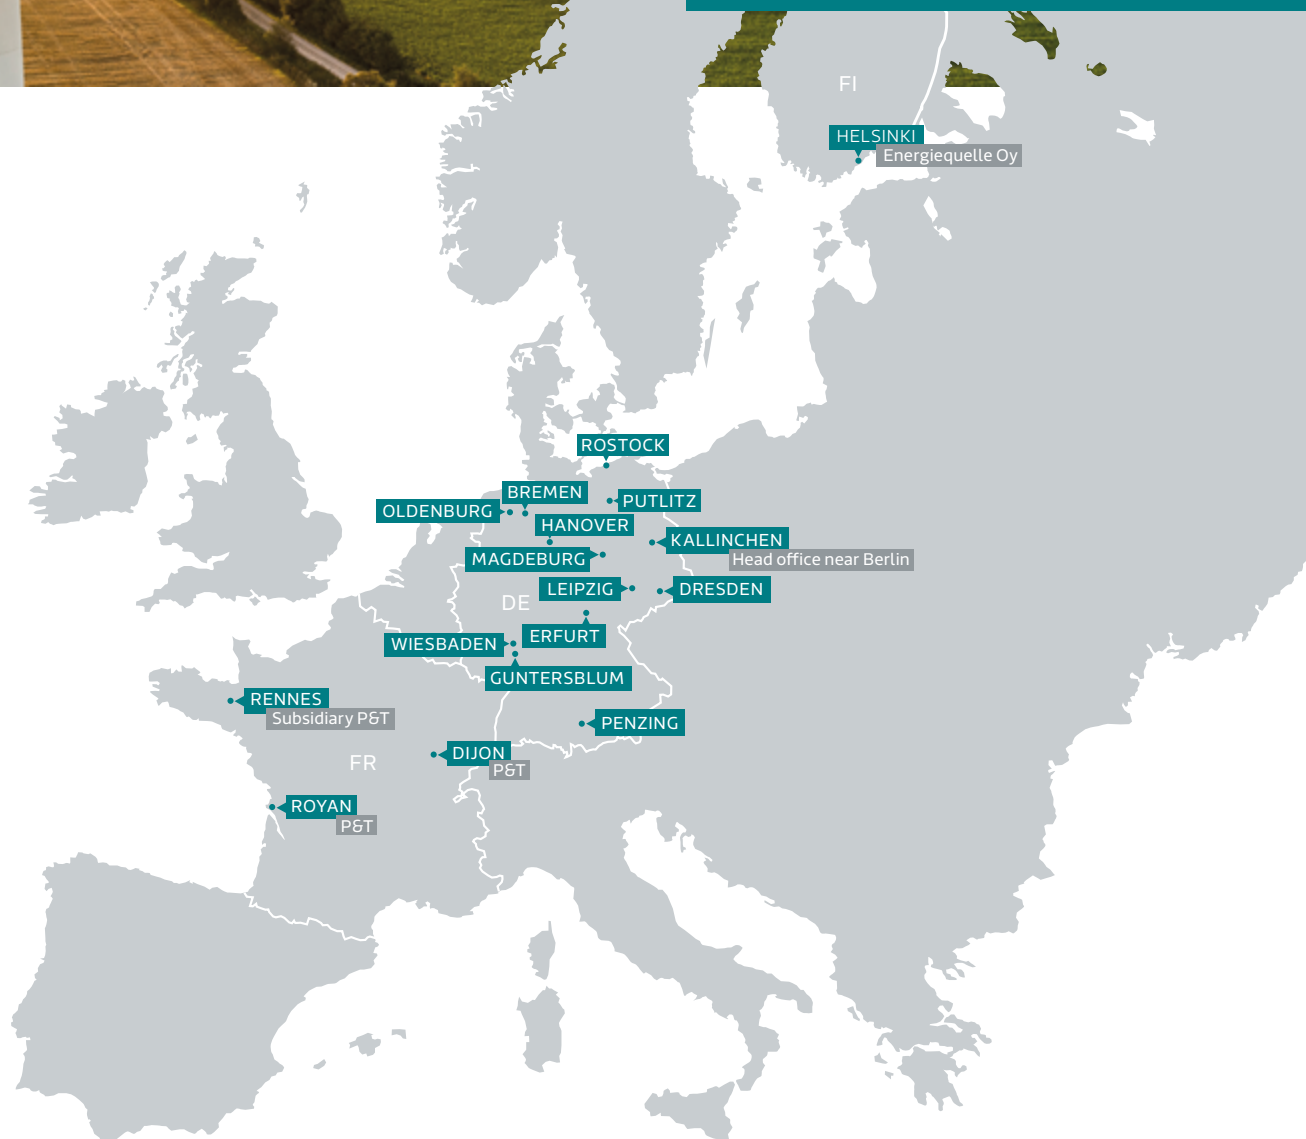 FI
HELSINKI
Energiequelle Oy
ROSTOCK
BREMEN
PUTLITZ
OLDENBURG
HANOVER
KALLINCHEN
Head office near Berlin
MAGDEBURG
LEIPZIG
DRESDEN
DE
ERFURT
WIESBADEN
GUNTERSBLUM
RENNES
Subsidiary P&T
PENZING
DIJON
P&T
FR
ROYAN
P&T